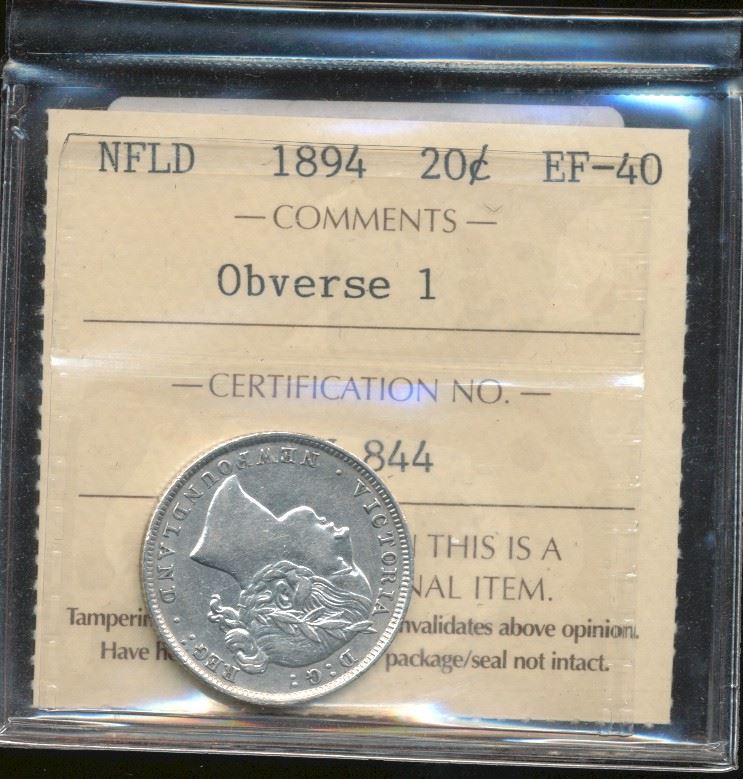 NFLD 1894 20¢ EF-40
— COMMENTS —
Obverse 1
— CERTIFICATION NO. —
844
THIS IS A
NAL ITEM.
Tamperin nvalidates above opinion.
Have h package/seal not intact.
VICTORIA D:G: REG:
· NEWFOUNDLAND ·